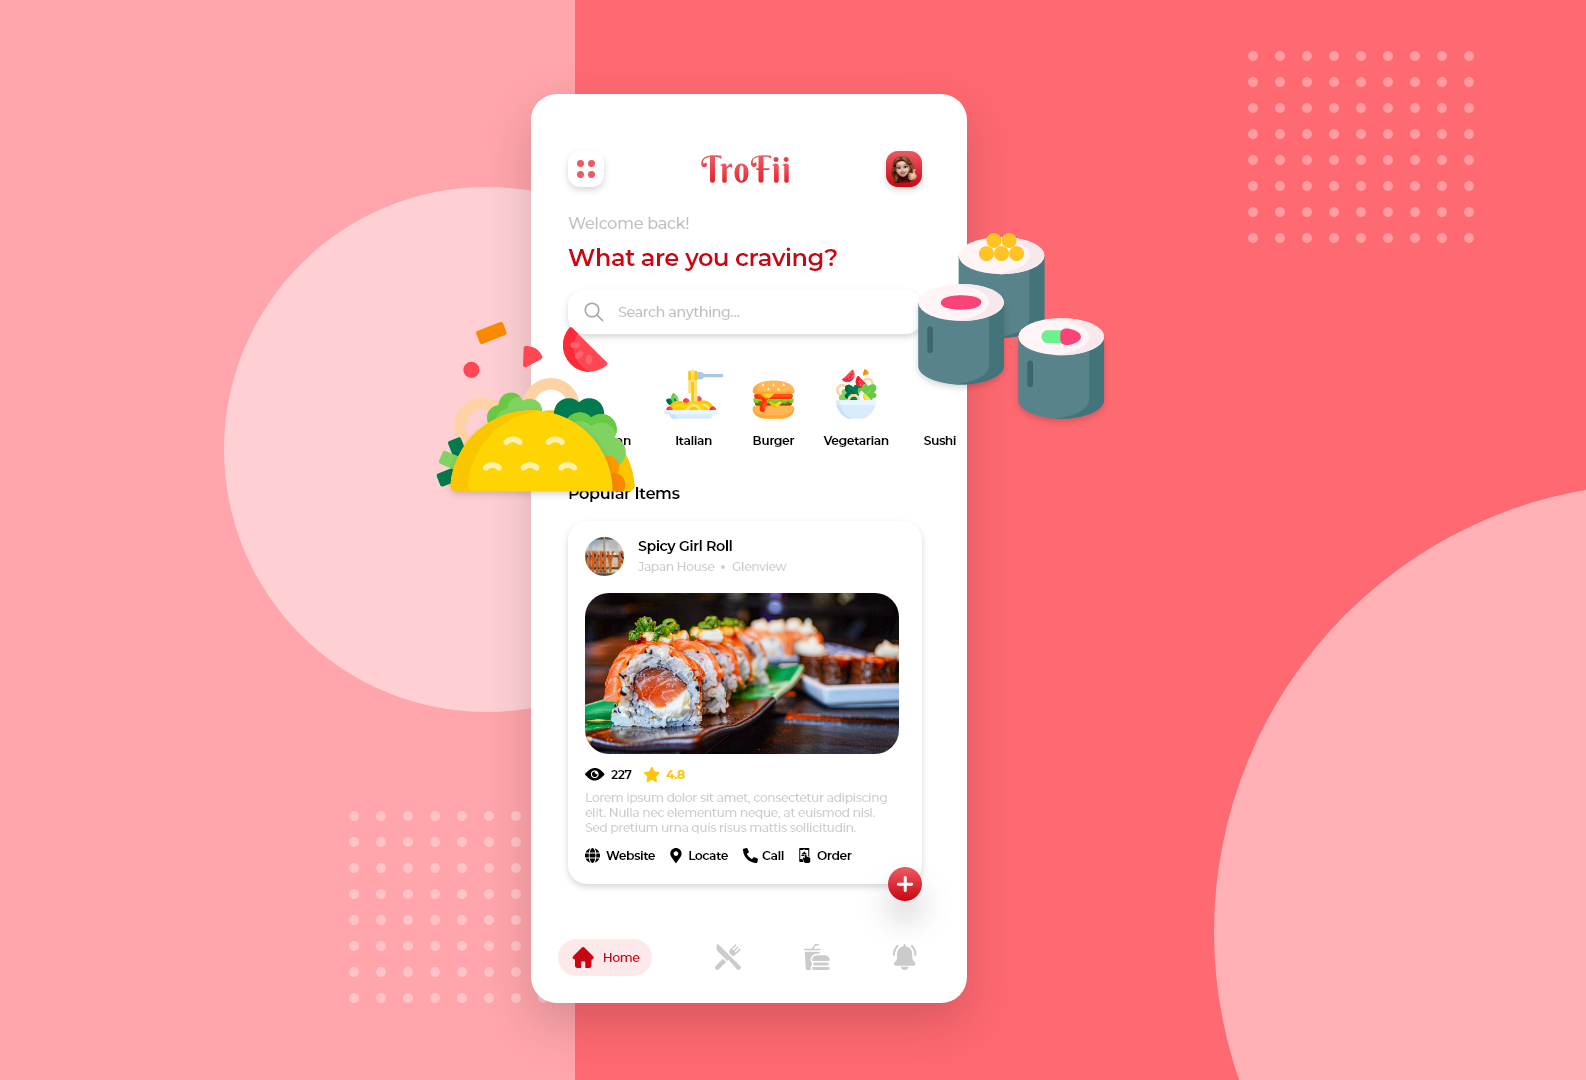 TroFii
Welcome back!
What are you craving?
Search anything...
Italian
Burger
Vegetarian
Sushi
Popular Items
Spicy Girl Roll
Japan House • Glenview
227
4.8
Lorem ipsum dolor sit amet, consectetur adipiscing
elit. Nulla nec elementum neque, at euismod nisl.
Sed pretium urna quis risus mattis sollicitudin.
Website
Locate
Call
Order
Home